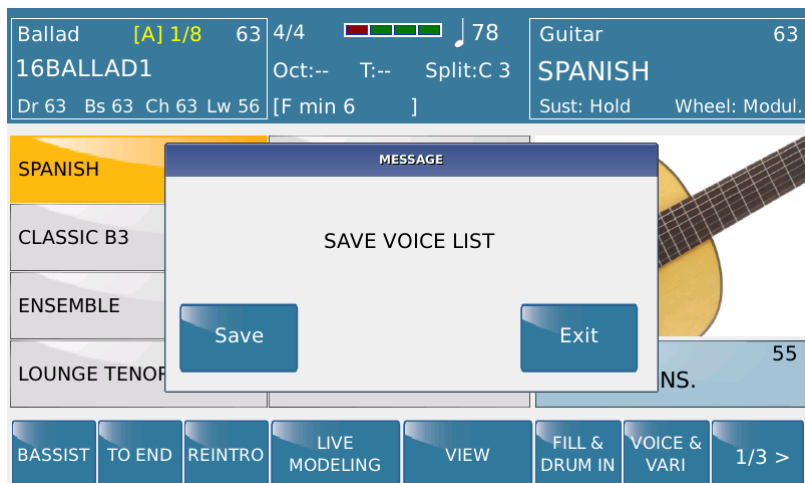 Ballad [A] 1/8 63
16BALLAD1
Dr 63 Bs 63 Ch 63 Lw 56
4/4 78
Oct:-- T:-- Split:C 3
[F min 6 ]
Guitar 63
SPANISH
Sust: Hold Wheel: Modul.
SPANISH
CLASSIC B3
ENSEMBLE
LOUNGE TENOR
MESSAGE
SAVE VOICE LIST
Save Exit
55
NS.
BASSIST
TO END
REINTRO
LIVE
MODELING
VIEW
FILL &
DRUM IN
VOICE &
VARI
1/3 >